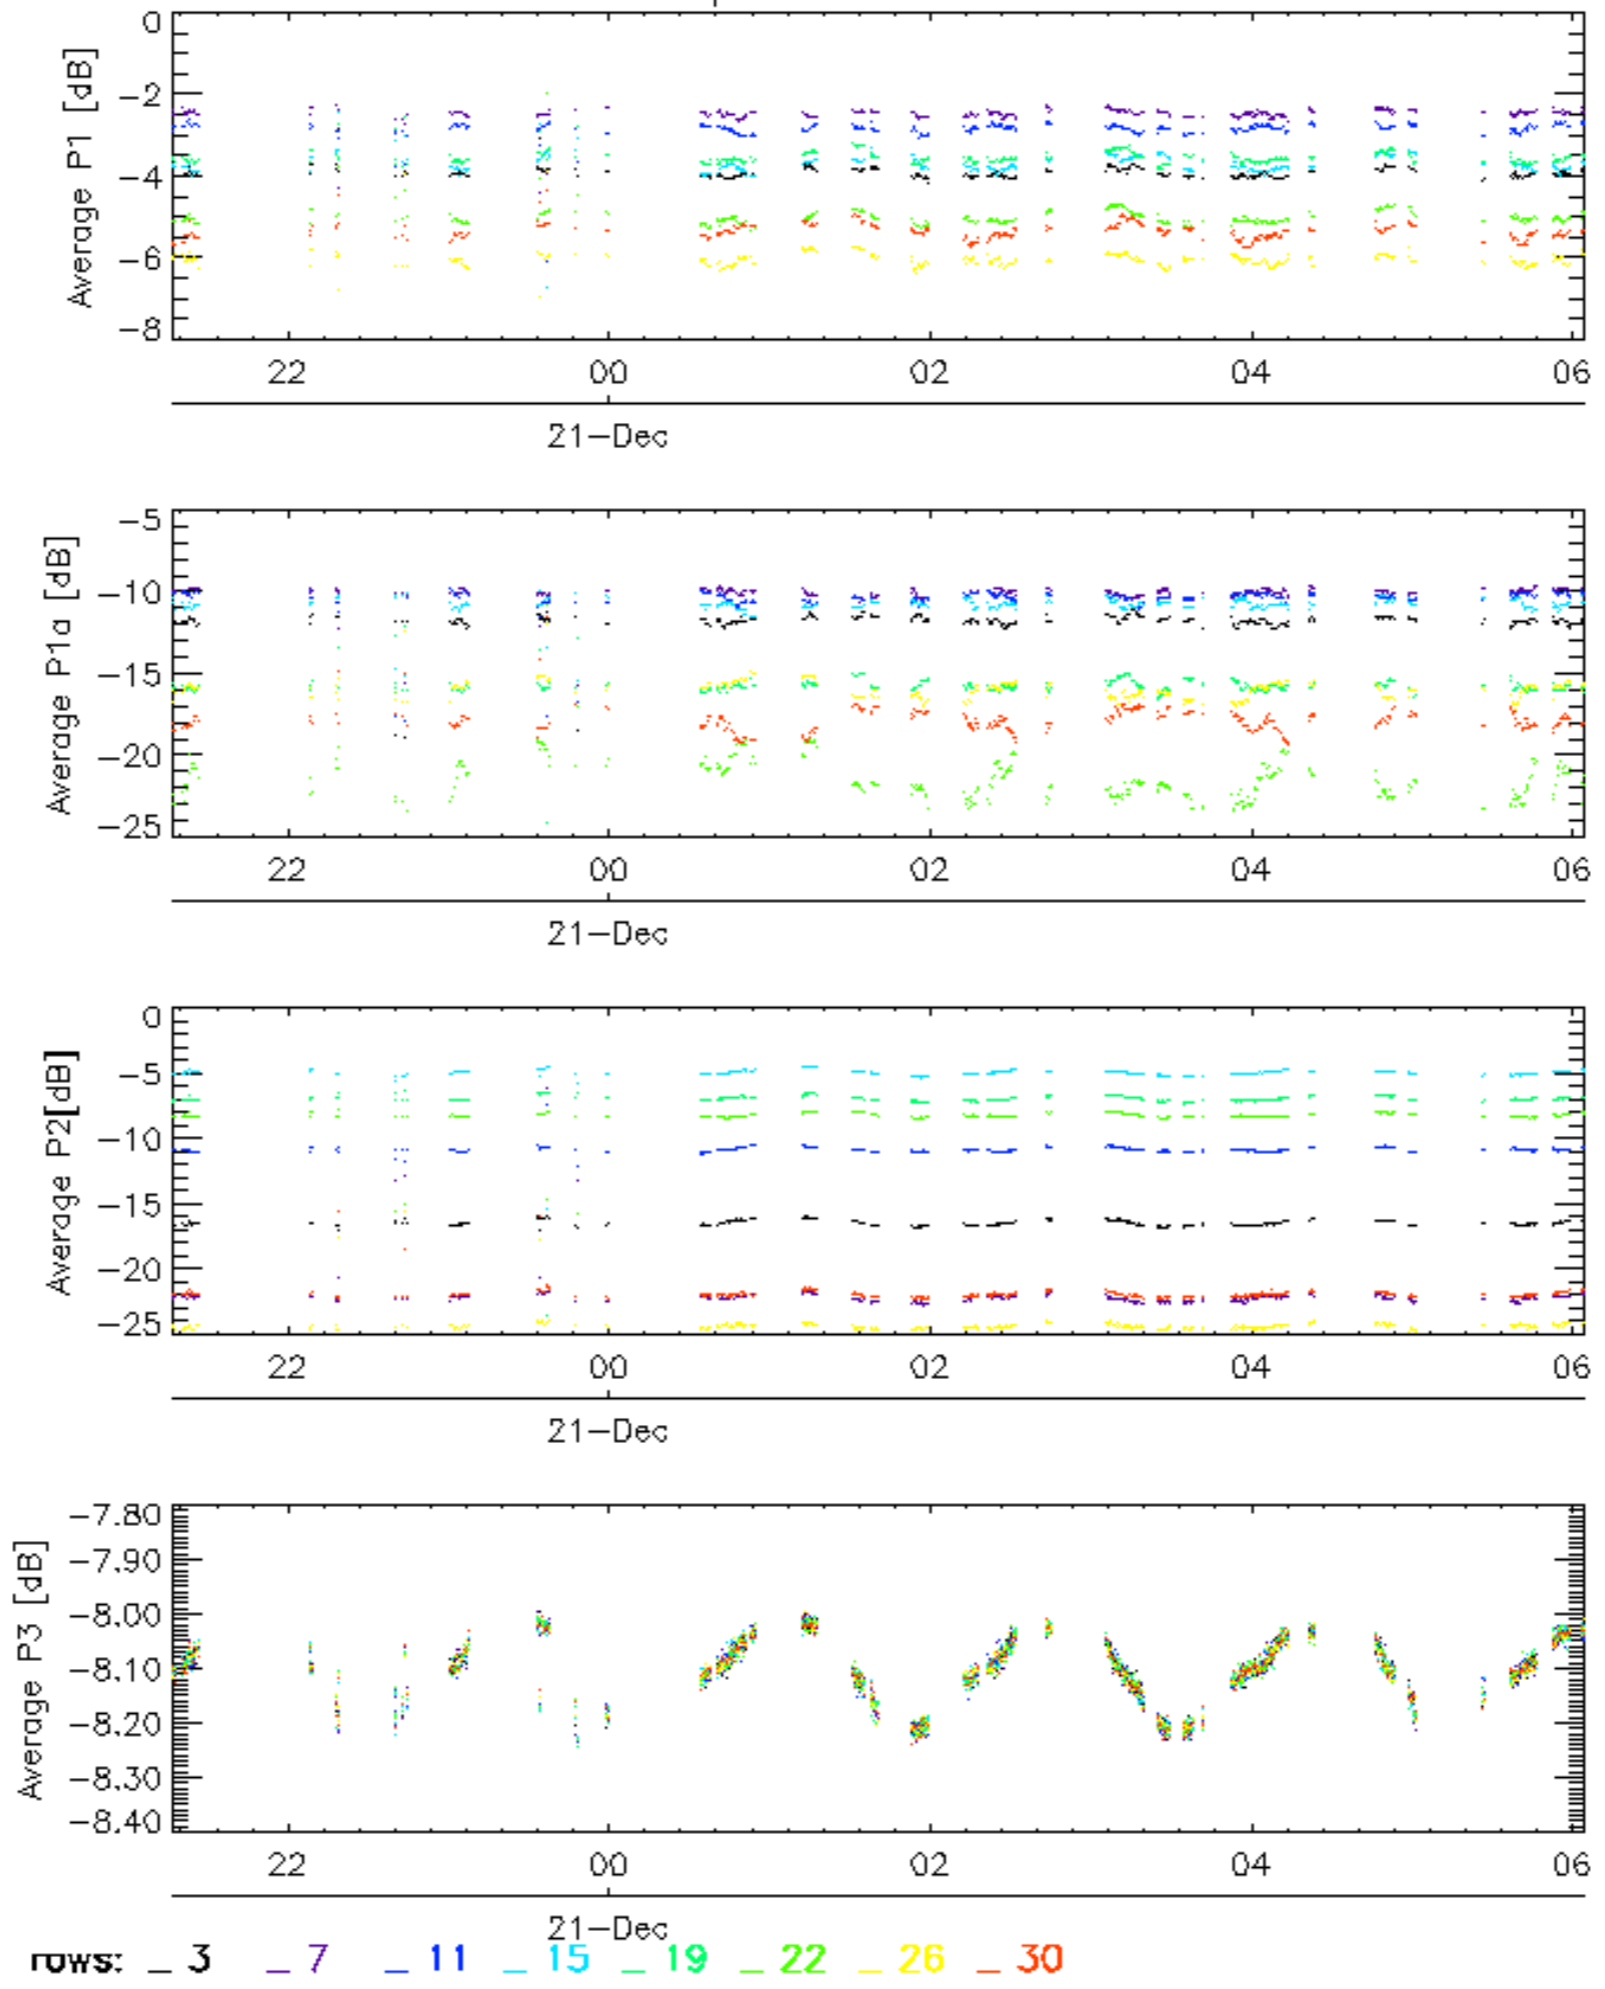 Average P1 [dB]
0
−2
−4
−6
−8
22 00 02 04 06
21−Dec
Average P1a [dB]
−5
−10
−15
−20
−25
22 00 02 04 06
21−Dec
Average P2[dB]
0
−5
−10
−15
−20
−25
22 00 02 04 06
21−Dec
Average P3 [dB]
−7.80
−7.90
−8.00
−8.10
−8.20
−8.30
−8.40
22 00 02 04 06
21−Dec
rows: _ 3 _ 7 _ 11 _ 15 _ 19 _ 22 _ 26 _ 30